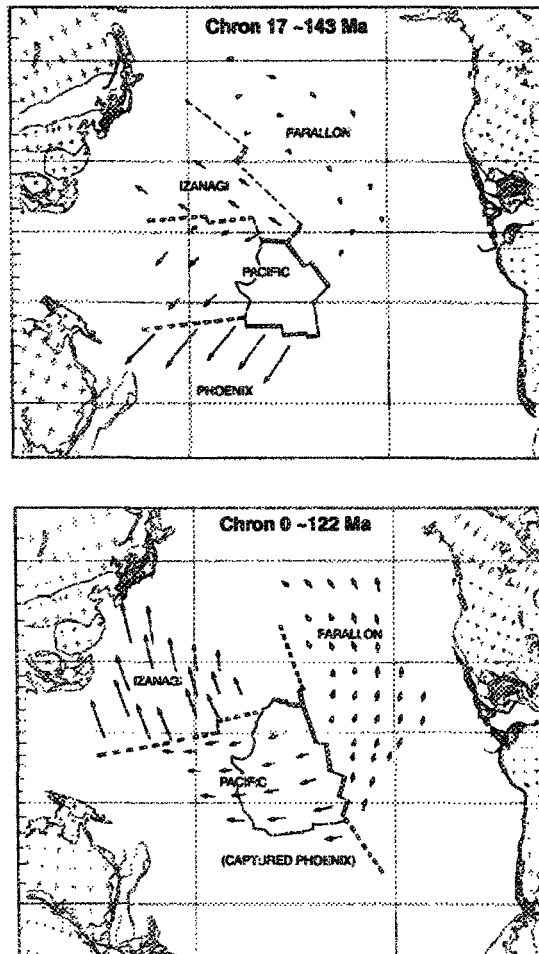 Chron 17 ~143 Ma
FARALLON
IZANAGI
PACIFIC
PHOENIX
Chron 0 ~122 Ma
FARALLON
IZANAGI
PACIFIC
(CAPTURED PHOENIX)